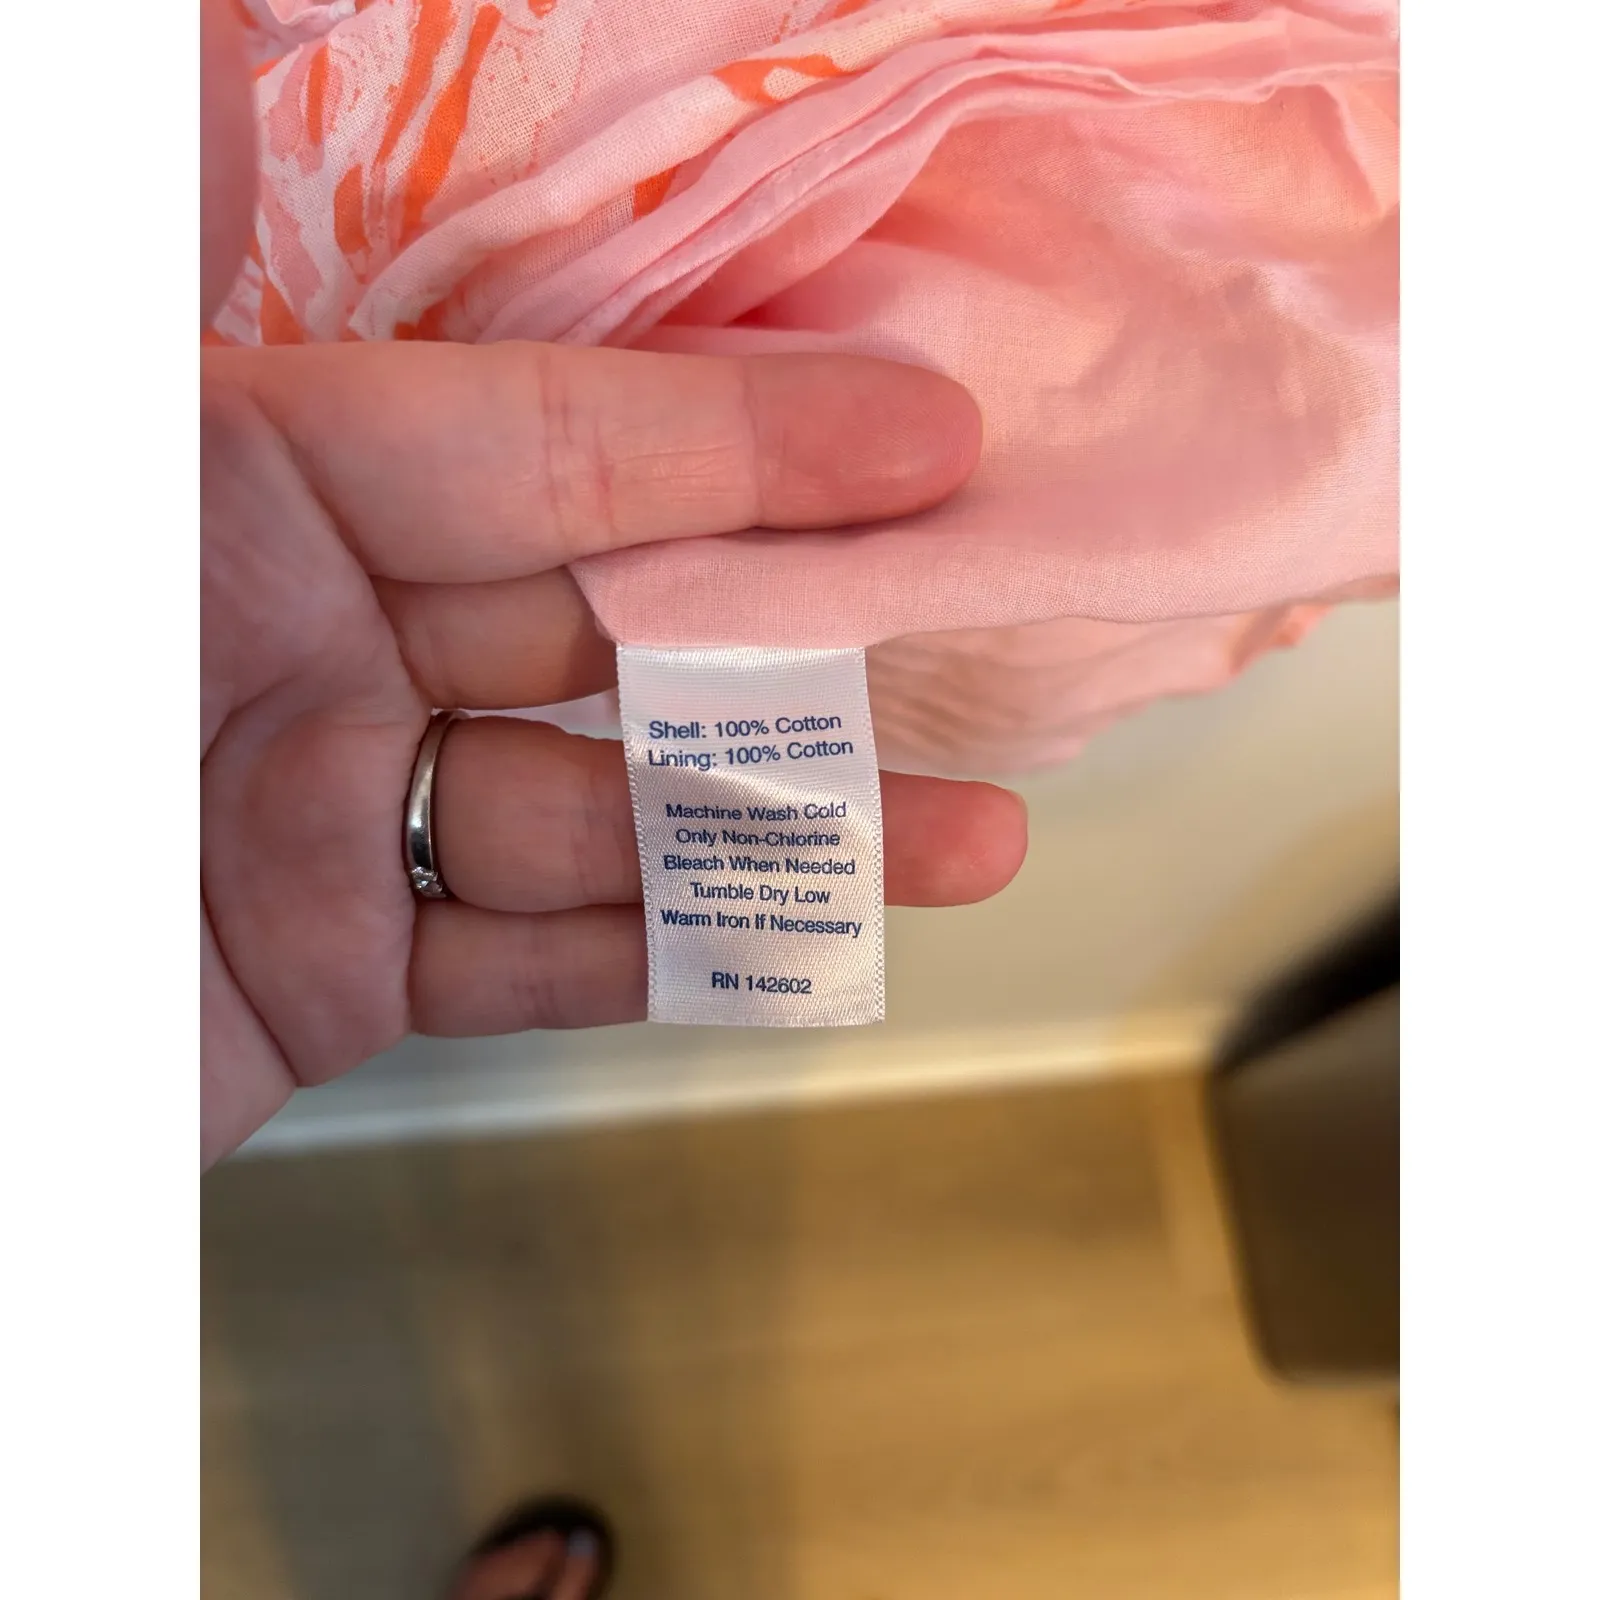 Shell: 100% Cotton
Lining: 100% Cotton
Machine Wash Cold
Only Non-Chlorine
Bleach When Needed
Tumble Dry Low
Warm Iron If Necessary
RN 142602